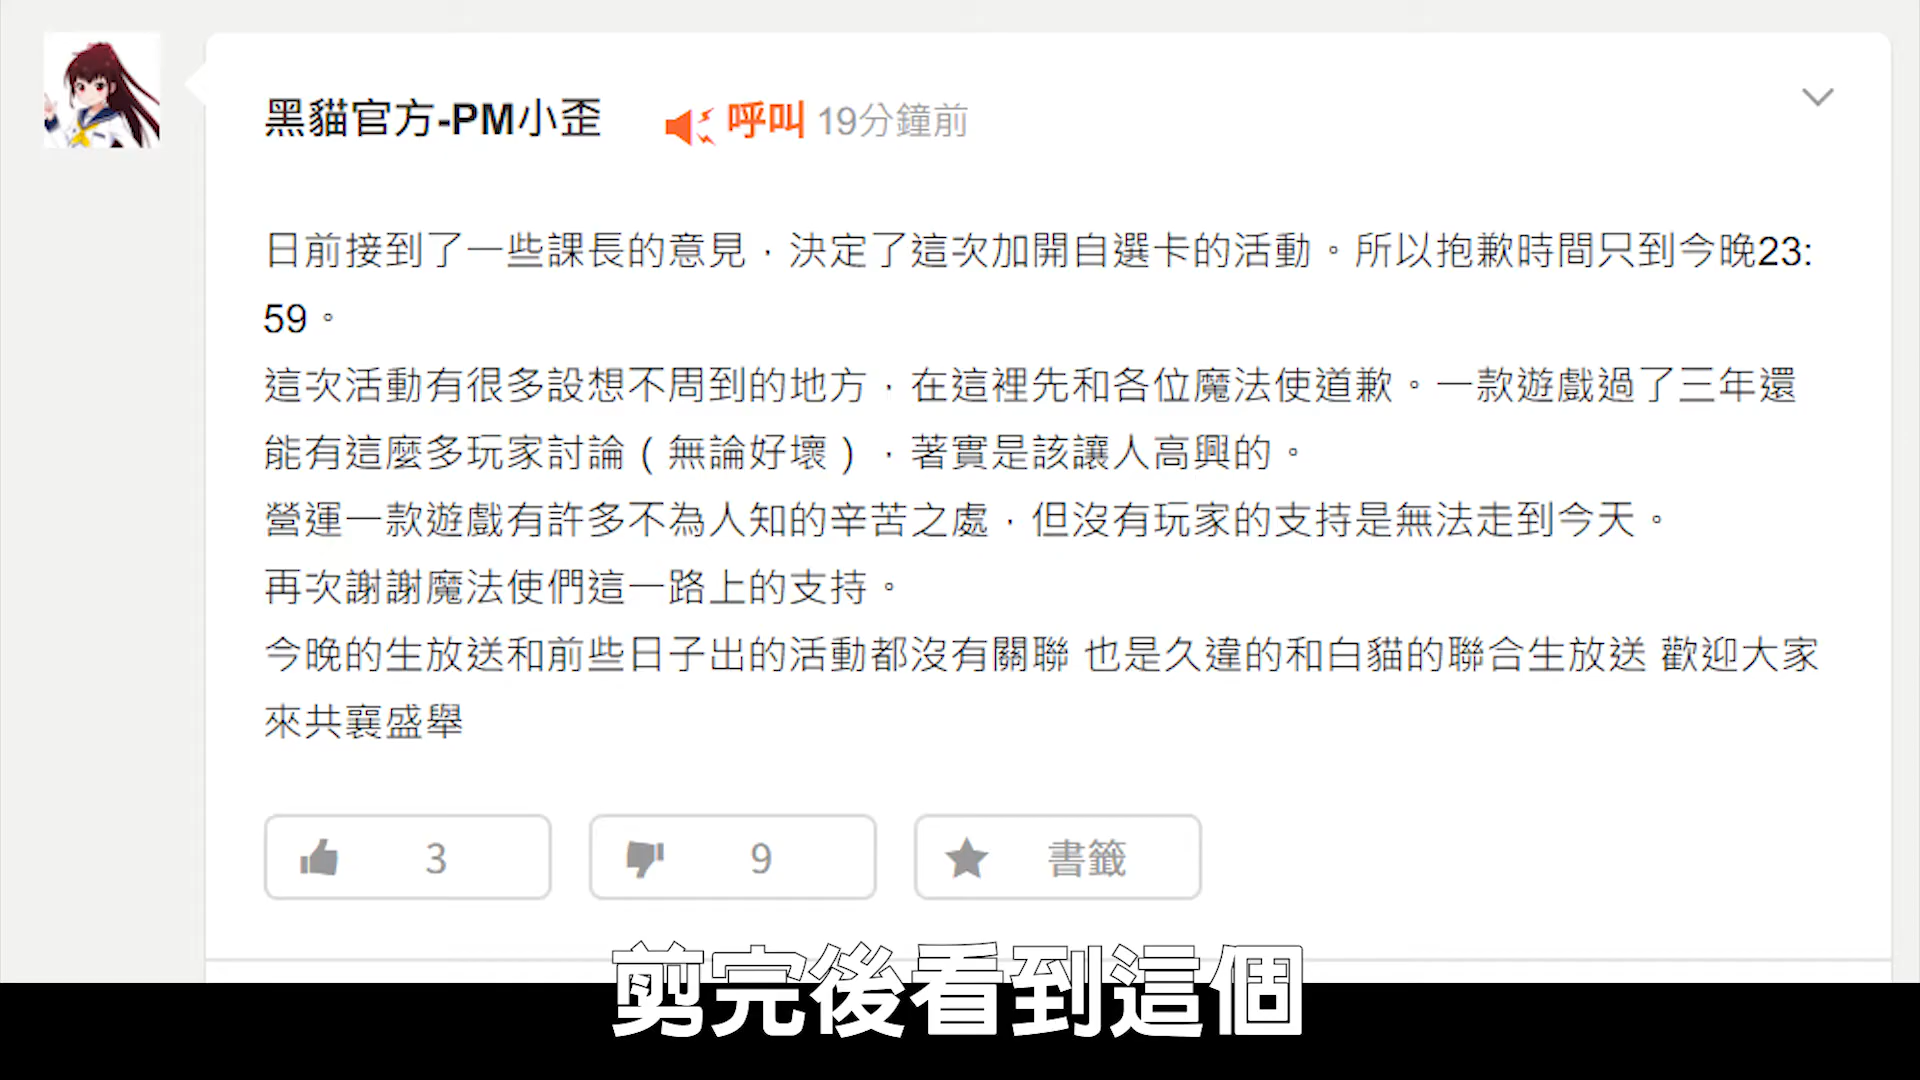 黑貓官方-PM小歪 呼叫 19分鐘前
日前接到了一些課長的意見，決定了這次加開自選卡的活動。所以抱歉時間只到今晚23:
59。
這次活動有很多設想不周到的地方，在這裡先和各位魔法使道歉。一款遊戲過了三年還
能有這麼多玩家討論（無論好壞），著實是該讓人高興的。
營運一款遊戲有許多不為人知的辛苦之處，但沒有玩家的支持是無法走到今天。
再次謝謝魔法使們這一路上的支持。
今晚的生放送和前些日子出的活動都沒有關聯 也是久違的和白貓的聯合生放送 歡迎大家
來共襄盛舉
3 9 書籤
剪完後看到這個